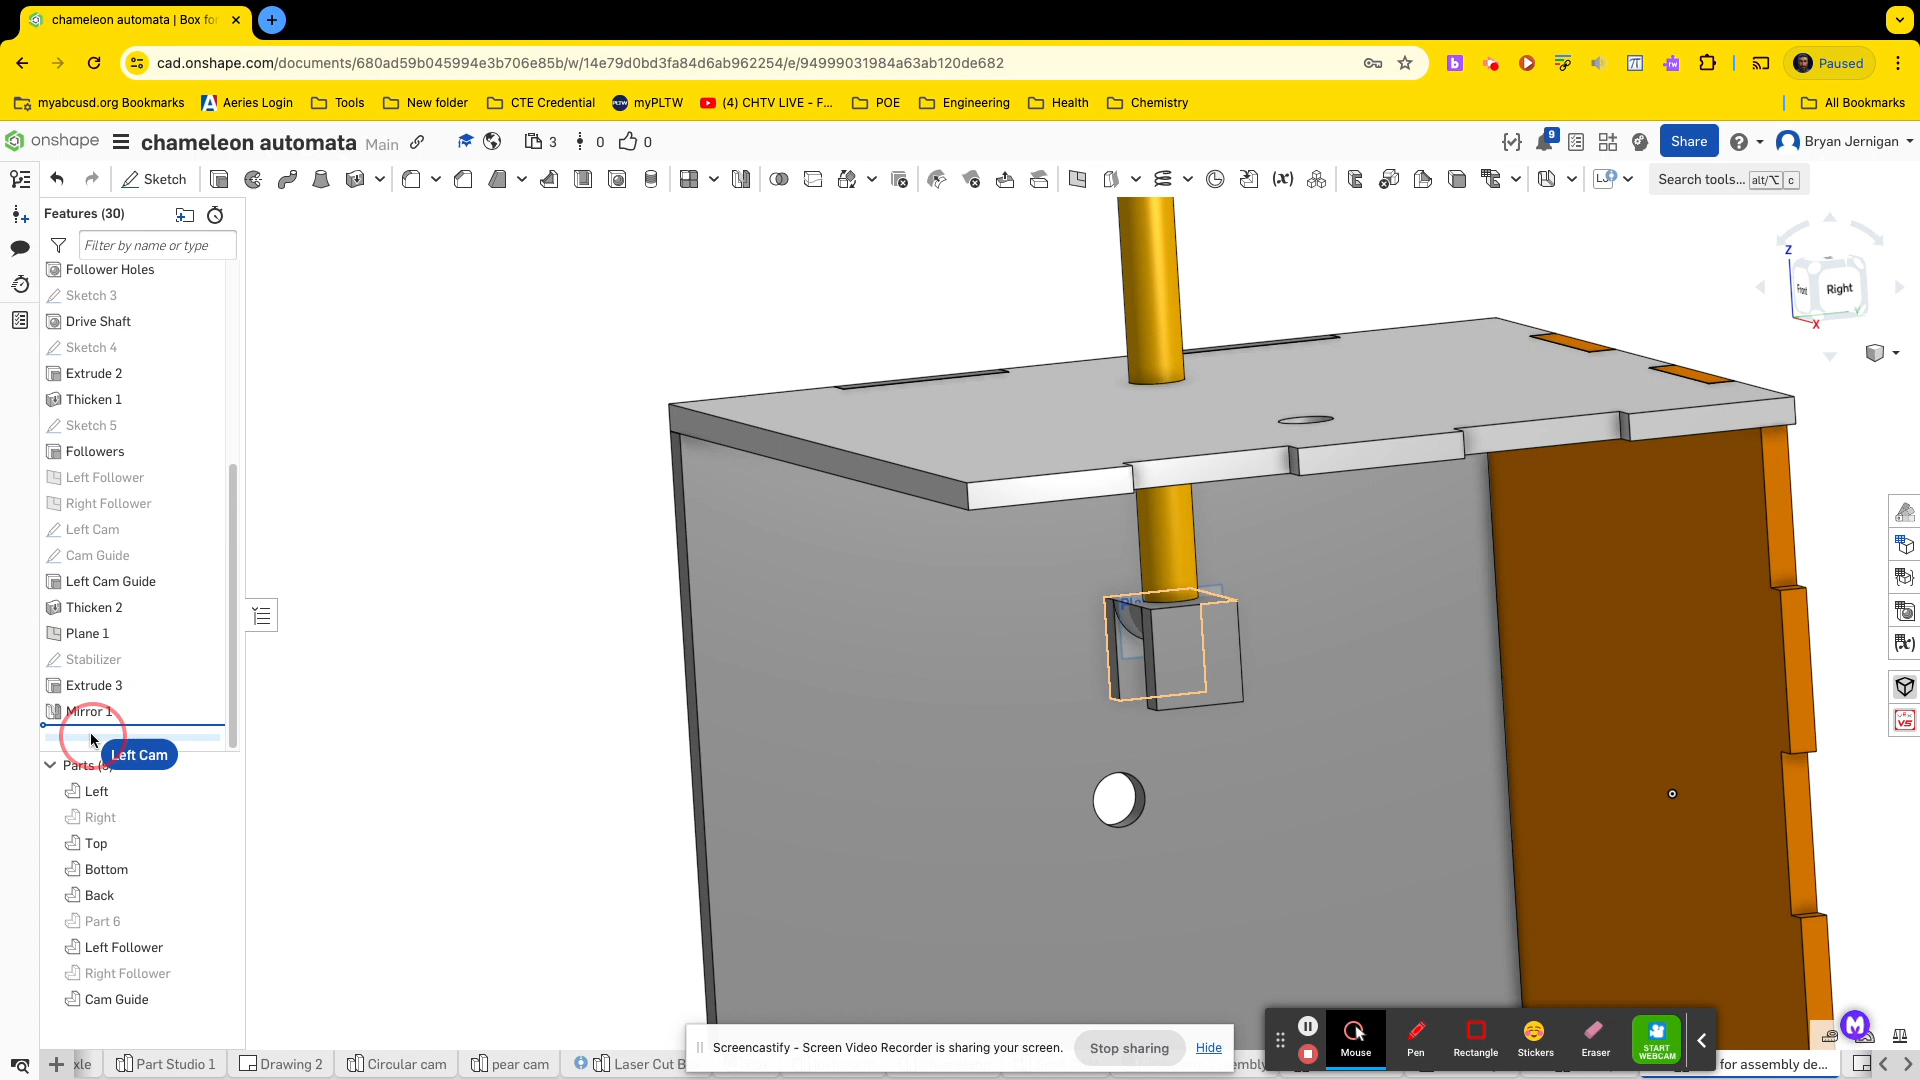 chameleon automata | Box fo
cad.onshape.com/documents/680ad59b045994e3b706e85b/w/14e79d0bd3fa84d6ab962254/e/94999031984a63ab120de682
Paused
myabcusd.org Bookmarks Aeries Login Tools New folder CTE Credential myPLTW (4) CHTV LIVE - F... POE Engineering Health Chemistry All Bookmarks
onshape chameleon automata Main 3 0 0 9 Share Bryan Jernigan
Sketch Search tools... alt/⌥ c
Features (30)
Filter by name or type
Follower Holes
Sketch 3
Drive Shaft
Sketch 4
Extrude 2
Thicken 1
Sketch 5
Followers
Left Follower
Right Follower
Left Cam
Cam Guide
Left Cam Guide
Thicken 2
Plane 1
Stabilizer
Extrude 3
Mirror 1
Left Cam
Parts
Left
Right
Top
Bottom
Back
Part 6
Left Follower
Right Follower
Cam Guide
Z
Front Right
X
Screencastify - Screen Video Recorder is sharing your screen. Stop sharing Hide
Mouse Pen Rectangle Stickers Eraser START WEBCAM
xle Part Studio 1 Drawing 2 Circular cam pear cam Laser Cut B for assembly de...